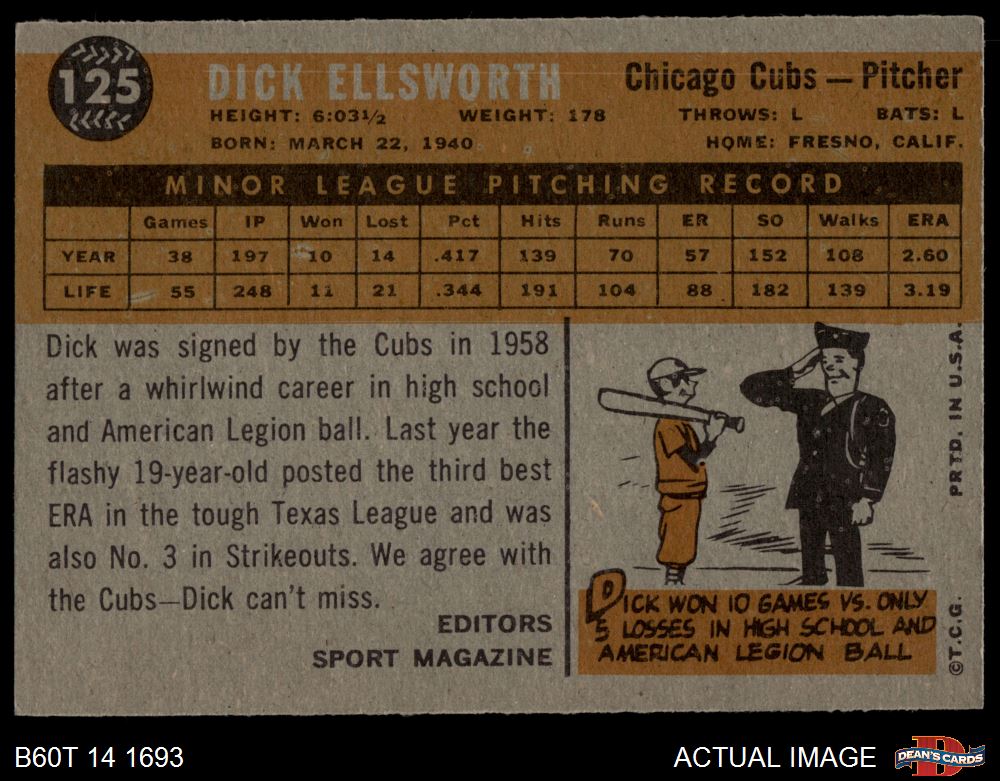 125
DICK ELLSWORTH
Chicago Cubs — Pitcher
HEIGHT: 6:03½ WEIGHT: 178 THROWS: L BATS: L
BORN: MARCH 22, 1940 HOME: FRESNO, CALIF.
MINOR LEAGUE PITCHING RECORD
Games IP Won Lost Pct Hits Runs ER SO Walks ERA
YEAR 38 197 10 14 .417 139 70 57 152 108 2.60
LIFE 55 248 11 21 .344 191 104 88 182 139 3.19
Dick was signed by the Cubs in 1958
after a whirlwind career in high school
and American Legion ball. Last year the
flashy 19-year-old posted the third best
ERA in the tough Texas League and was
also No. 3 in Strikeouts. We agree with
the Cubs—Dick can't miss.
EDITORS
SPORT MAGAZINE
DICK WON 10 GAMES VS. ONLY
5 LOSSES IN HIGH SCHOOL AND
AMERICAN LEGION BALL
©T.C.G. PRTD. IN U.S.A.
B60T 14 1693
ACTUAL IMAGE
D
DEAN'S CARDS